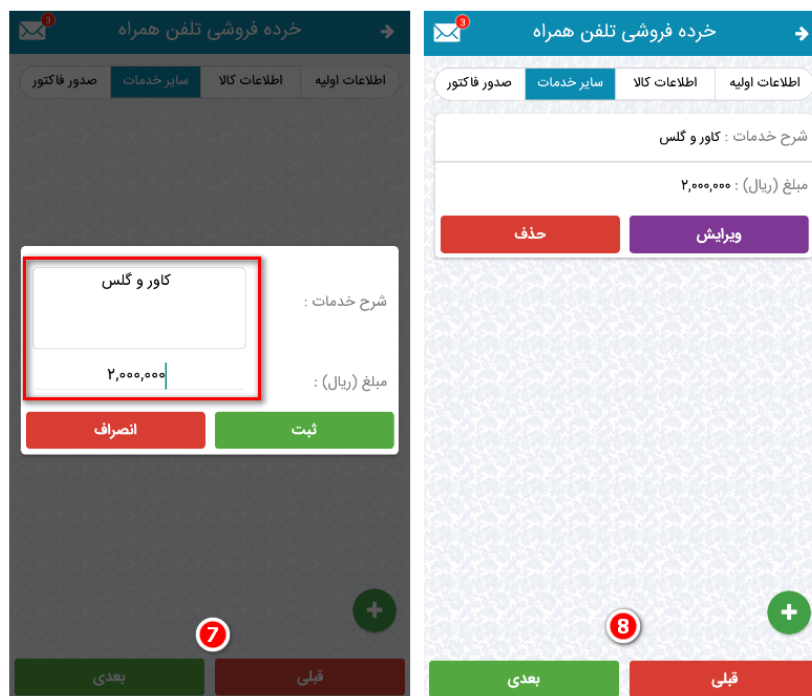 خرده فروشی تلفن همراه
3
اطلاعات اولیه اطلاعات کالا سایر خدمات صدور فاکتور
شرح خدمات :
کاور و گلس
مبلغ (ریال) :
۲,۰۰۰,۰۰۰
ثبت انصراف
7
قبلی بعدی
خرده فروشی تلفن همراه
3
اطلاعات اولیه اطلاعات کالا سایر خدمات صدور فاکتور
شرح خدمات : کاور و گلس
مبلغ (ریال) : ۲,۰۰۰,۰۰۰
ویرایش حذف
8
قبلی بعدی